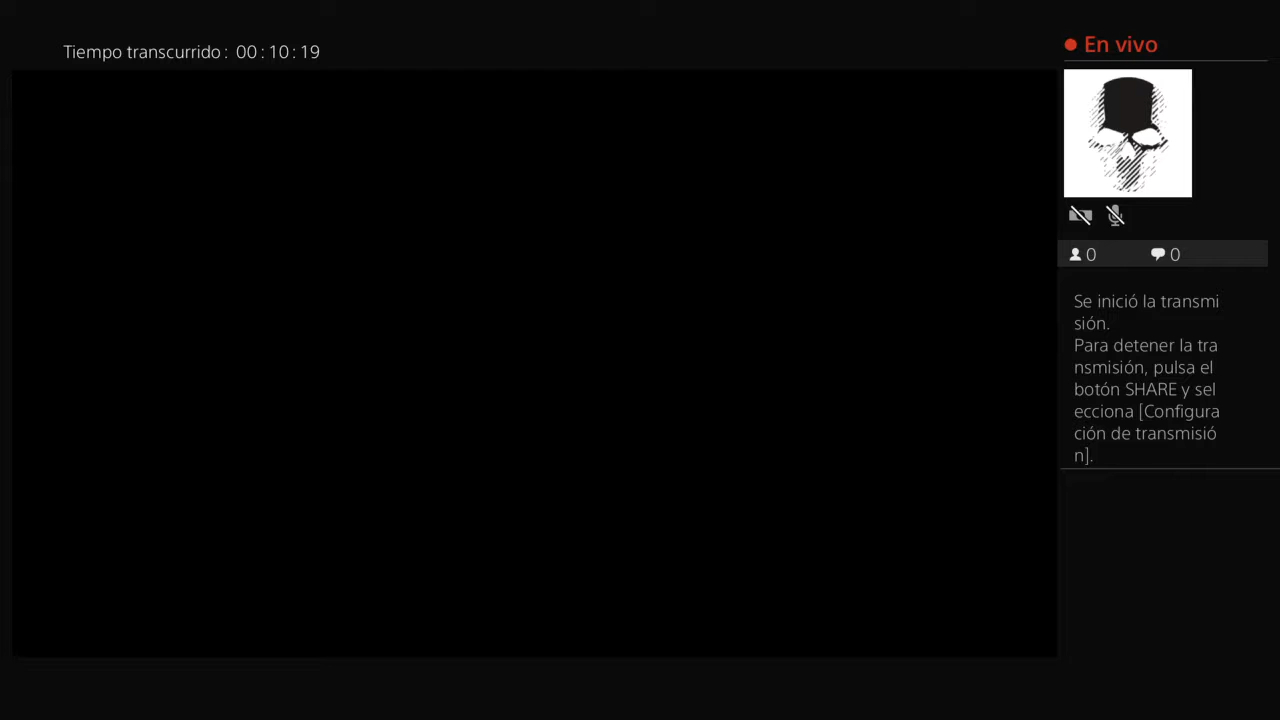 Tiempo transcurrido: 00:10:19
En vivo
0 0
Se inició la transmi
sión.
Para detener la tra
nsmisión, pulsa el
botón SHARE y sel
ecciona [Configura
ción de transmisió
n].